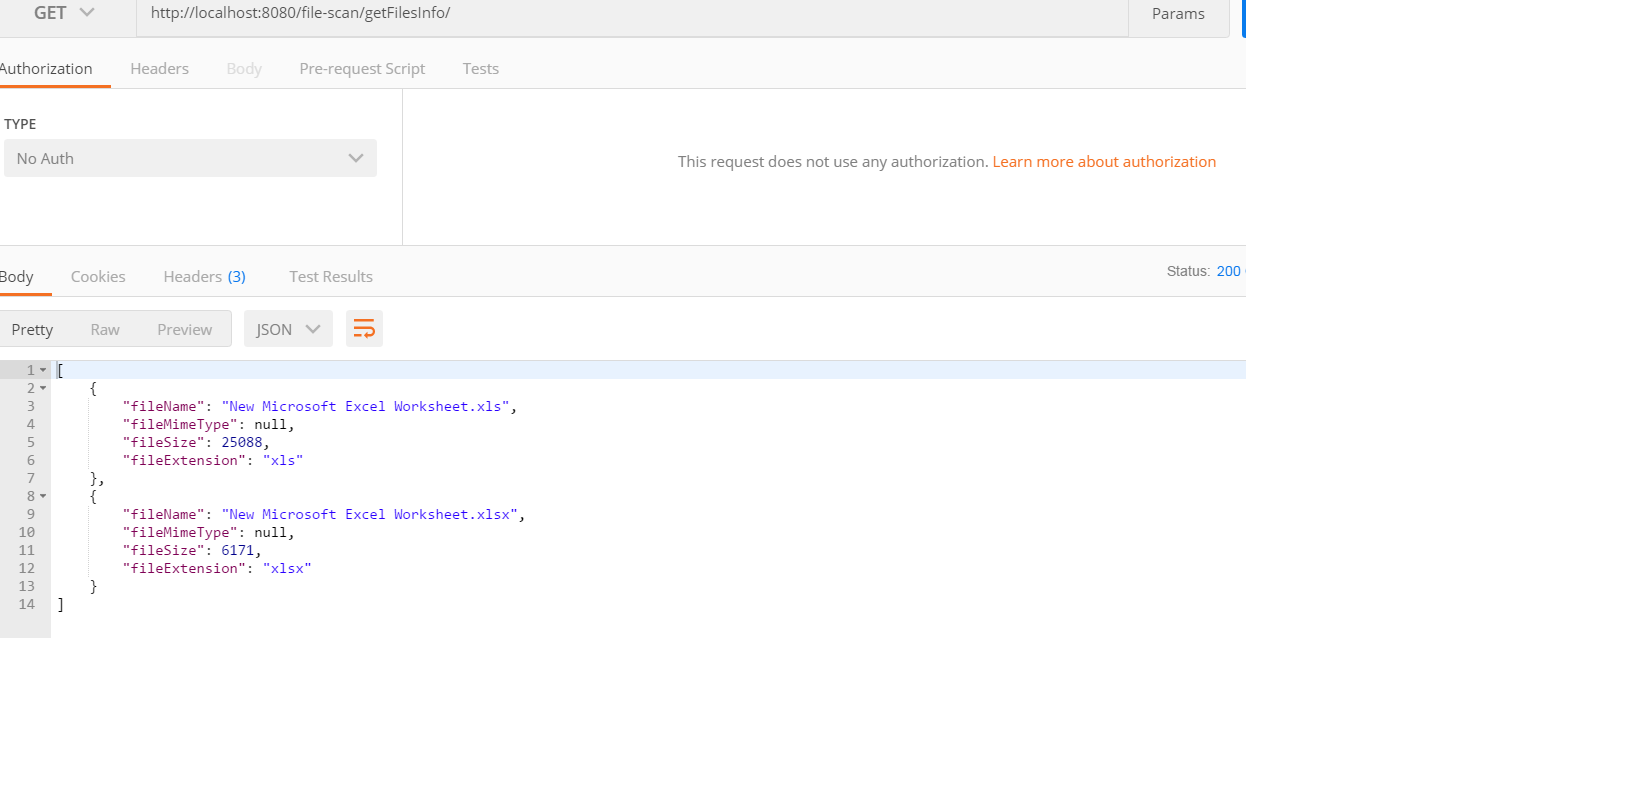 GET http://localhost:8080/file-scan/getFilesInfo/ Params
Authorization Headers Body Pre-request Script Tests
TYPE
No Auth
This request does not use any authorization. Learn more about authorization
Body Cookies Headers (3) Test Results Status: 200
Pretty Raw Preview JSON
1 [
2 {
3 "fileName": "New Microsoft Excel Worksheet.xls",
4 "fileMimeType": null,
5 "fileSize": 25088,
6 "fileExtension": "xls"
7 },
8 {
9 "fileName": "New Microsoft Excel Worksheet.xlsx",
10 "fileMimeType": null,
11 "fileSize": 6171,
12 "fileExtension": "xlsx"
13 }
14 ]